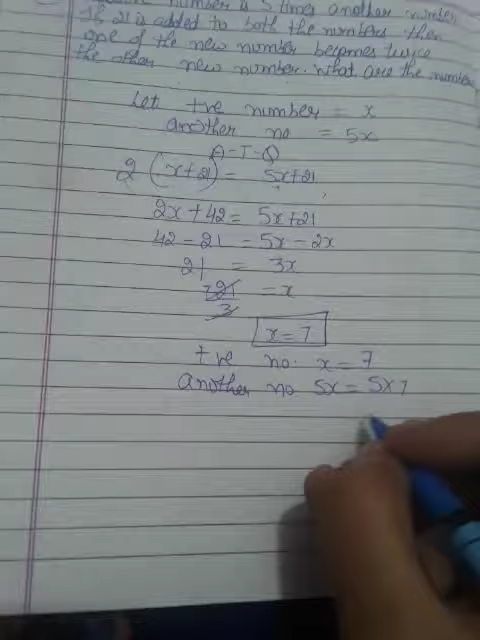 number is 5 times another number
If 21 is added to both the numbers then
one of the new number becomes twice
the other new number. What are the number
Let +ve number = x
another no = 5x
A-T-Q
2 (x+21) = 5x+21
2x + 42 = 5x+21
42 - 21 = 5x - 2x
21 = 3x
21 = x
3
x = 7
+ve no. x = 7
another no 5x = 5x7